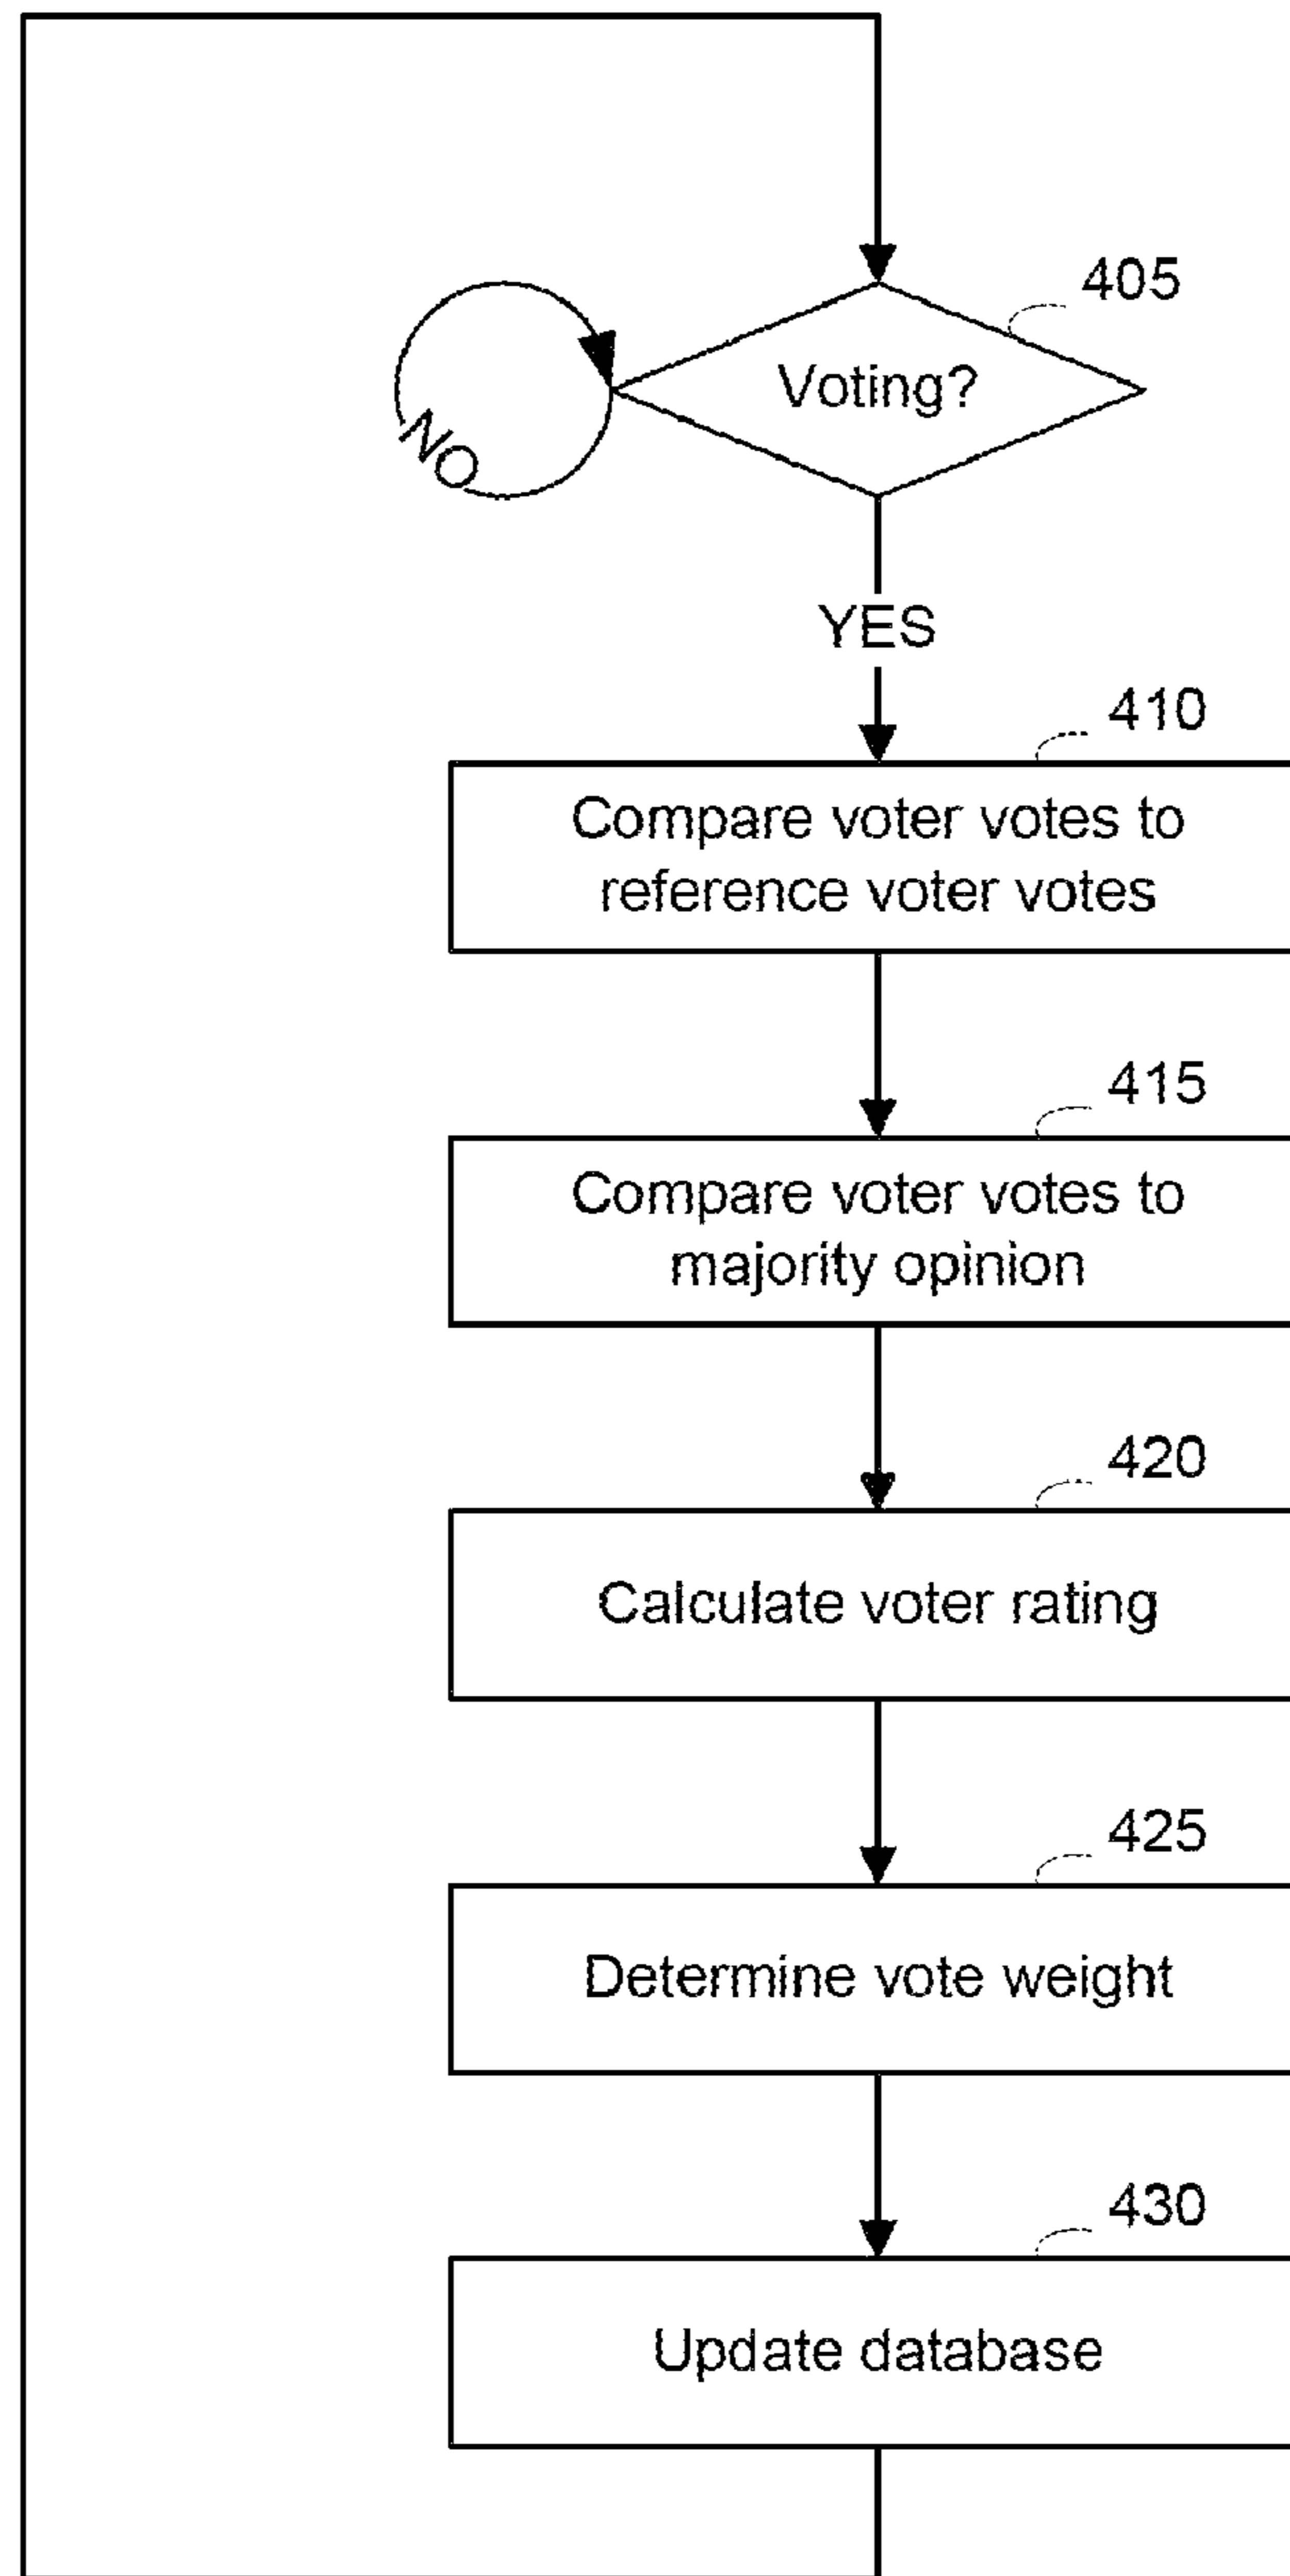 405
Voting?
NO
YES
410
Compare voter votes to
reference voter votes
415
Compare voter votes to
majority opinion
420
Calculate voter rating
425
Determine vote weight
430
Update database